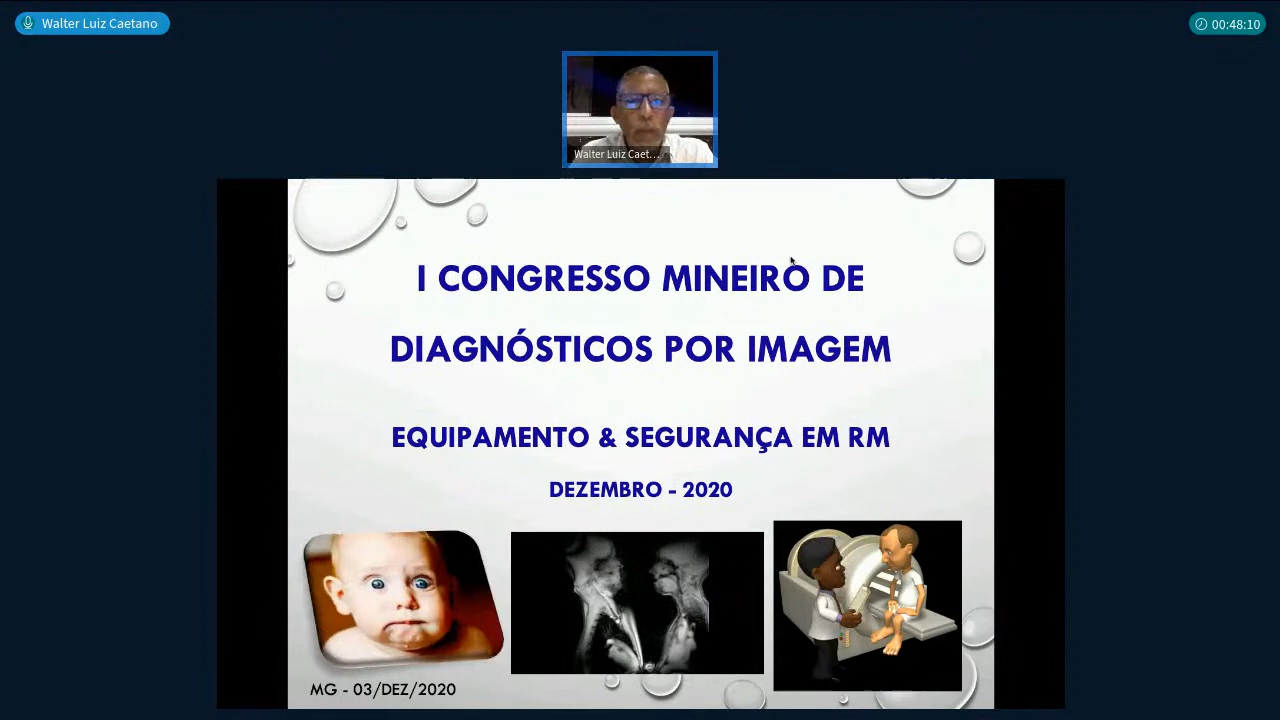 Walter Luiz Caetano
00:48:10
Walter Luiz Caet...
I CONGRESSO MINEIRO DE
DIAGNÓSTICOS POR IMAGEM
EQUIPAMENTO & SEGURANÇA EM RM
DEZEMBRO - 2020
MG - 03/DEZ/2020